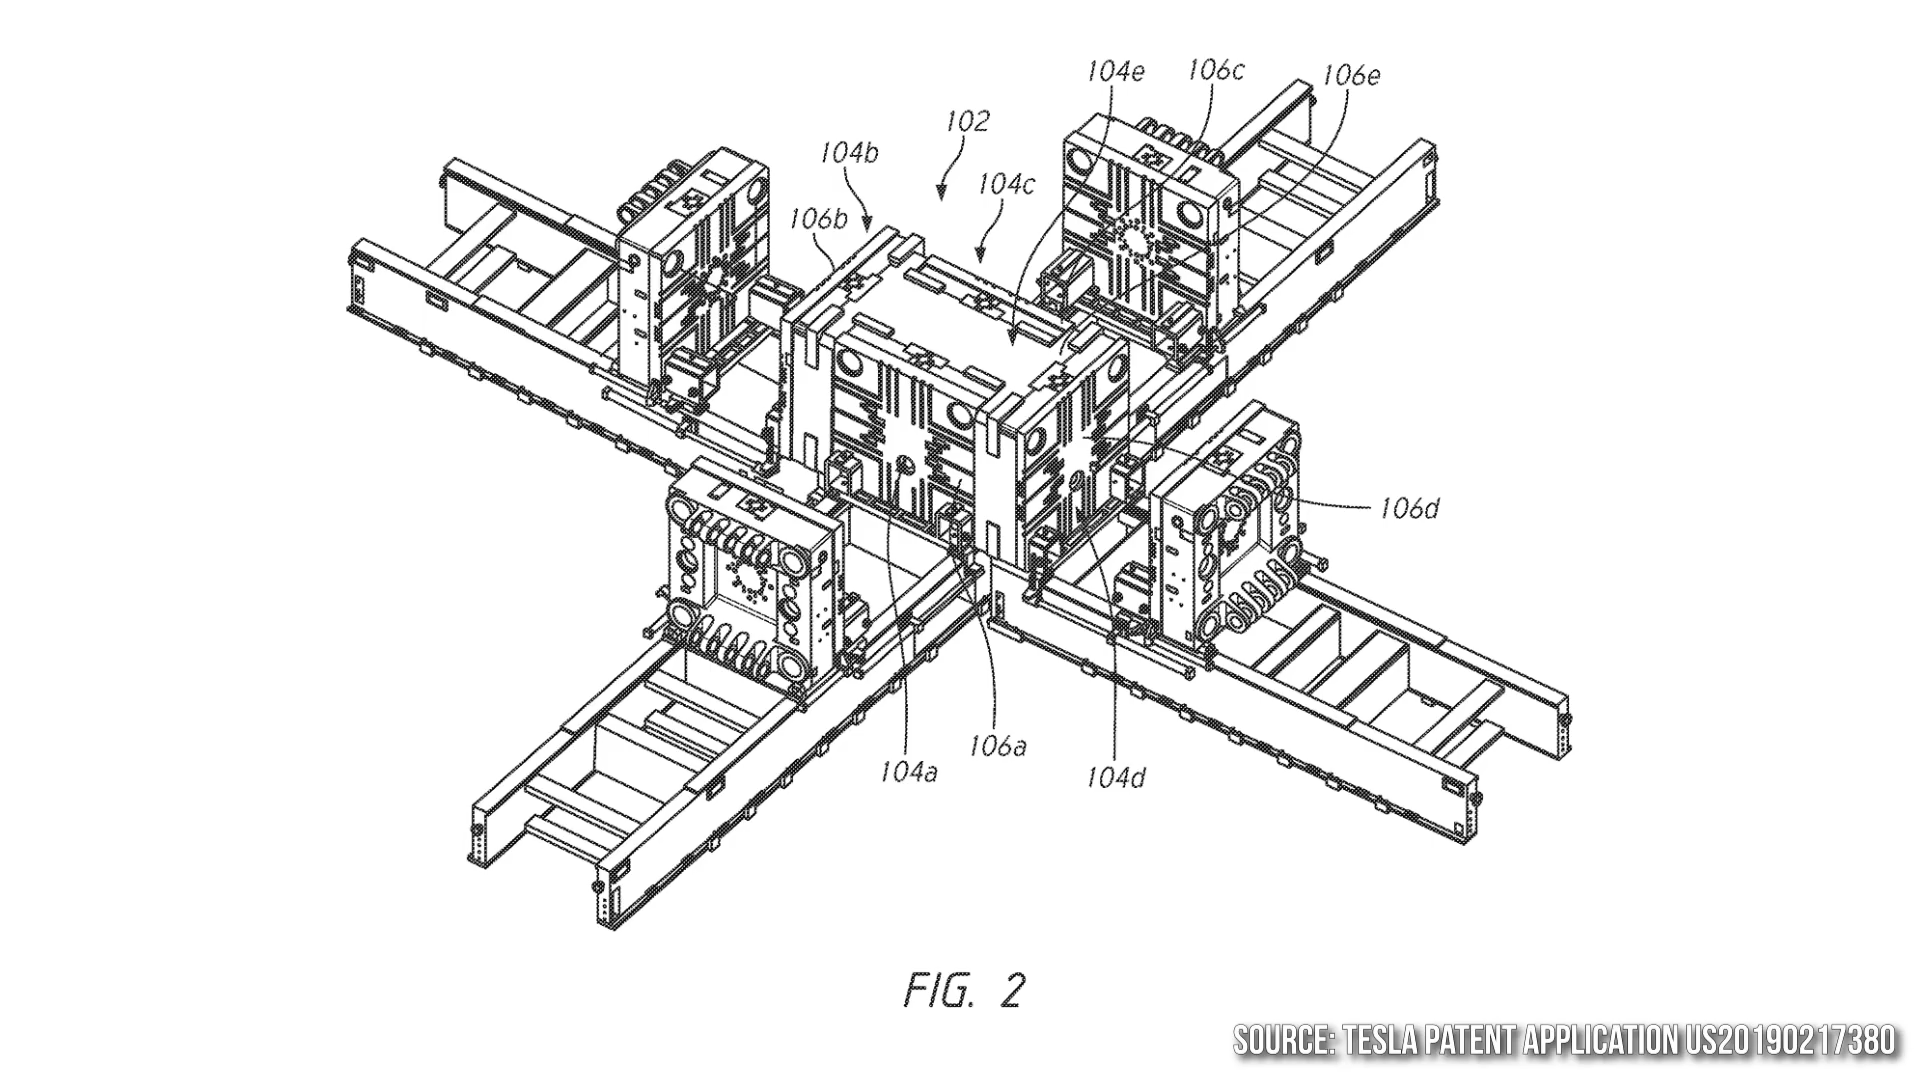 104e
106c
106e
102
104b
104c
106b
106d
106a
104a
104d
FIG. 2
SOURCE: TESLA PATENT APPLICATION US20190217380